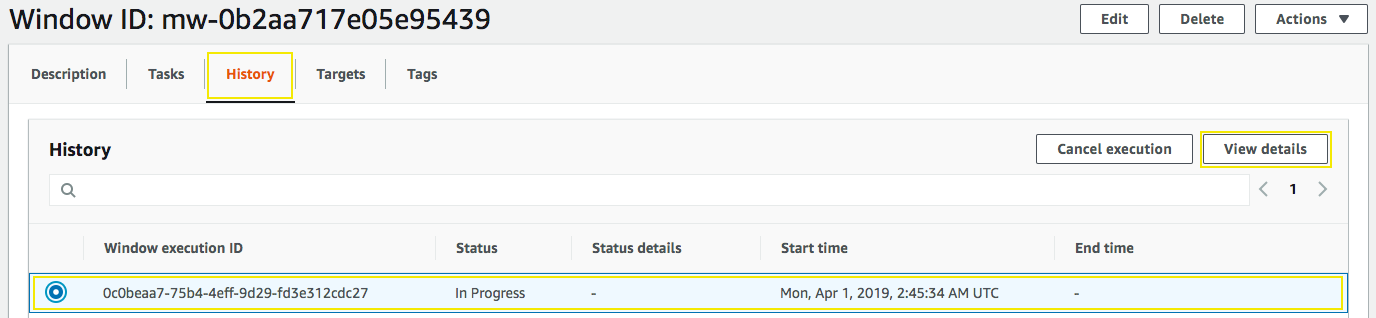 Window ID: mw-0b2aa717e05e95439 Edit Delete Actions
Description Tasks History Targets Tags
History Cancel execution View details
1
Window execution ID Status Status details Start time End time
0c0beaa7-75b4-4eff-9d29-fd3e312cdc27 In Progress - Mon, Apr 1, 2019, 2:45:34 AM UTC -